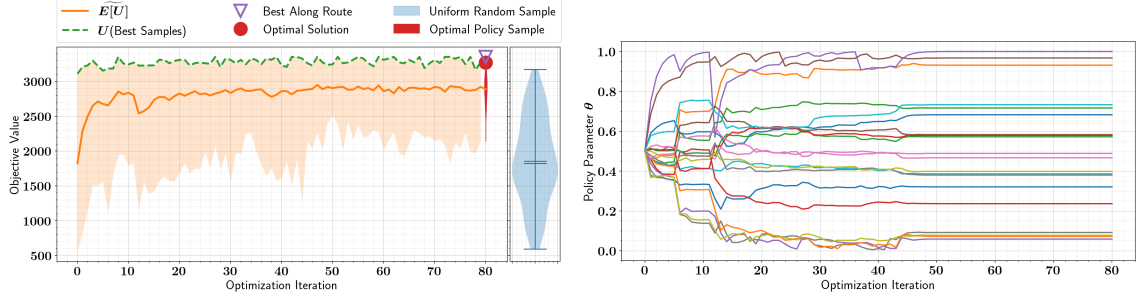 Ẽ[U]
U(Best Samples)
Best Along Route
Optimal Solution
Uniform Random Sample
Optimal Policy Sample
Objective Value
3000
2500
2000
1500
1000
500
0 10 20 30 40 50 60 70 80
Optimization Iteration
Policy Parameter θ
1.0
0.8
0.6
0.4
0.2
0.0
0 10 20 30 40 50 60 70 80
Optimization Iteration